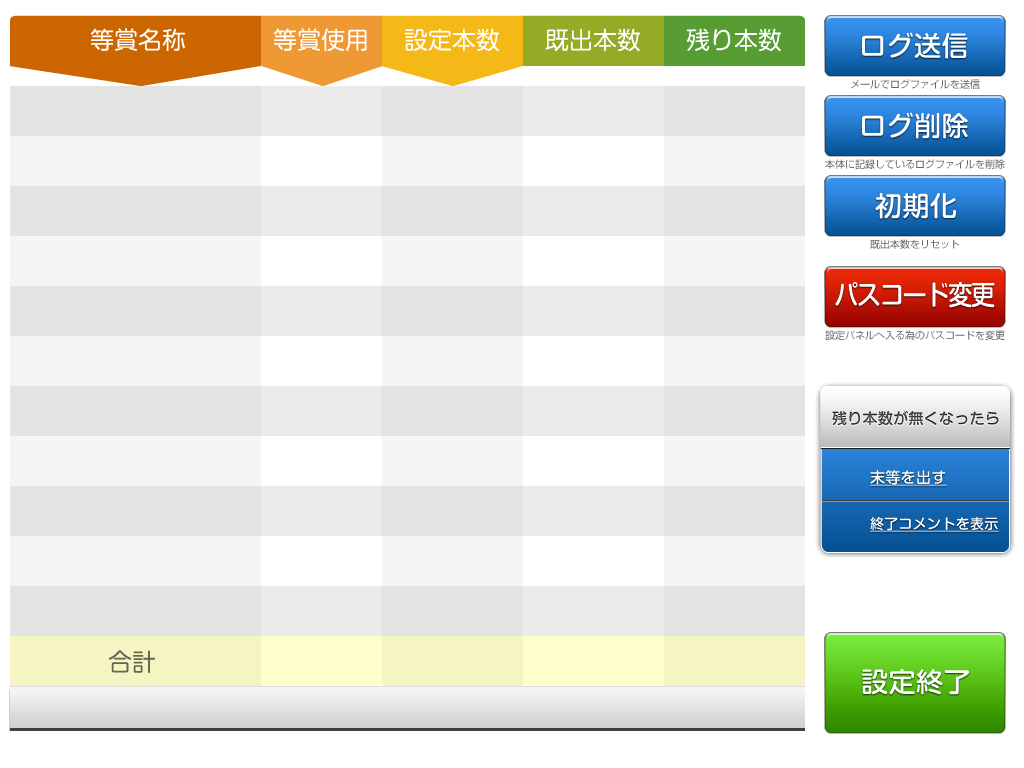 等賞名称
等賞使用
設定本数
既出本数
残り本数
合計
ログ送信
メールでログファイルを送信
ログ削除
本体に記録しているログファイルを削除
初期化
既出本数をリセット
パスコード変更
設定パネルへ入る為のパスコードを変更
残り本数が無くなったら
末等を出す
終了コメントを表示
設定終了